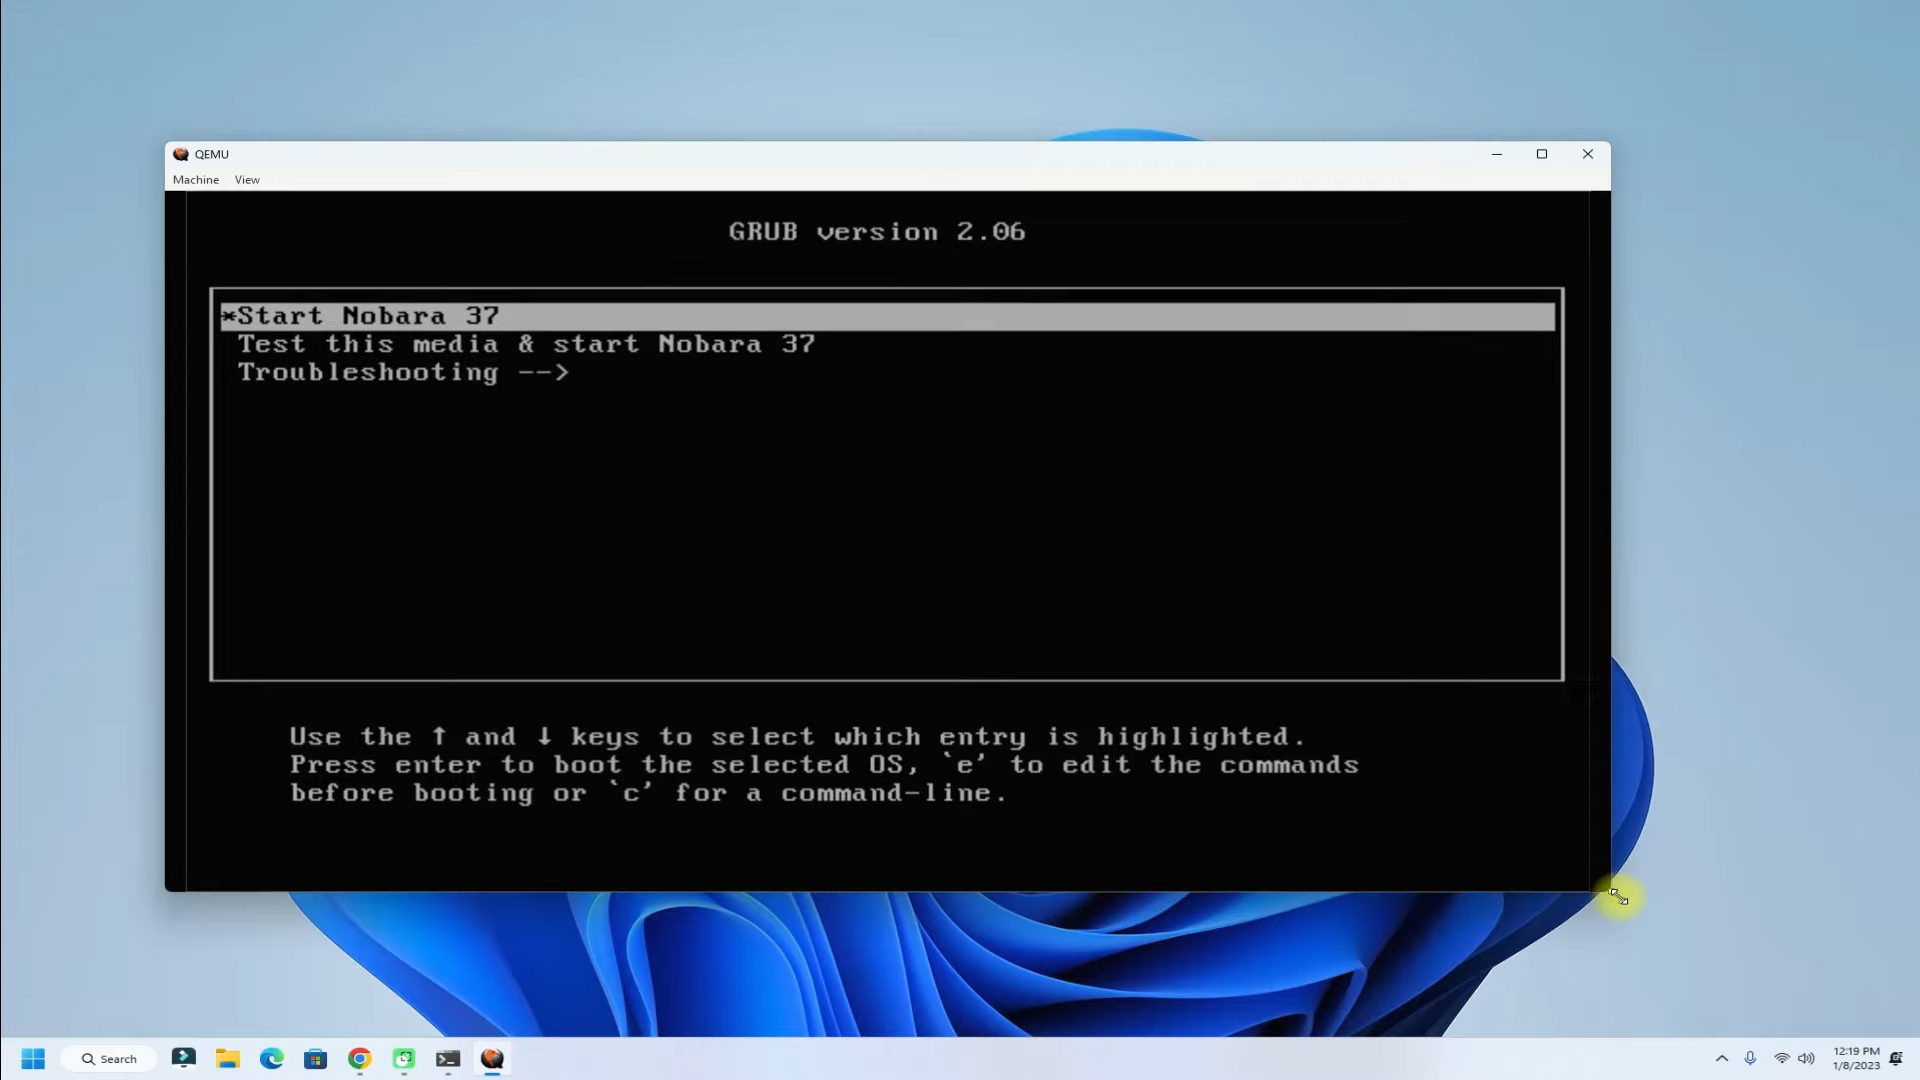 QEMU
Machine View
GRUB version 2.06
*Start Nobara 37
Test this media & start Nobara 37
Troubleshooting -->
Use the ↑ and ↓ keys to select which entry is highlighted.
Press enter to boot the selected OS, `e' to edit the commands
before booting or `c' for a command-line.
Search
12:19 PM
1/8/2023